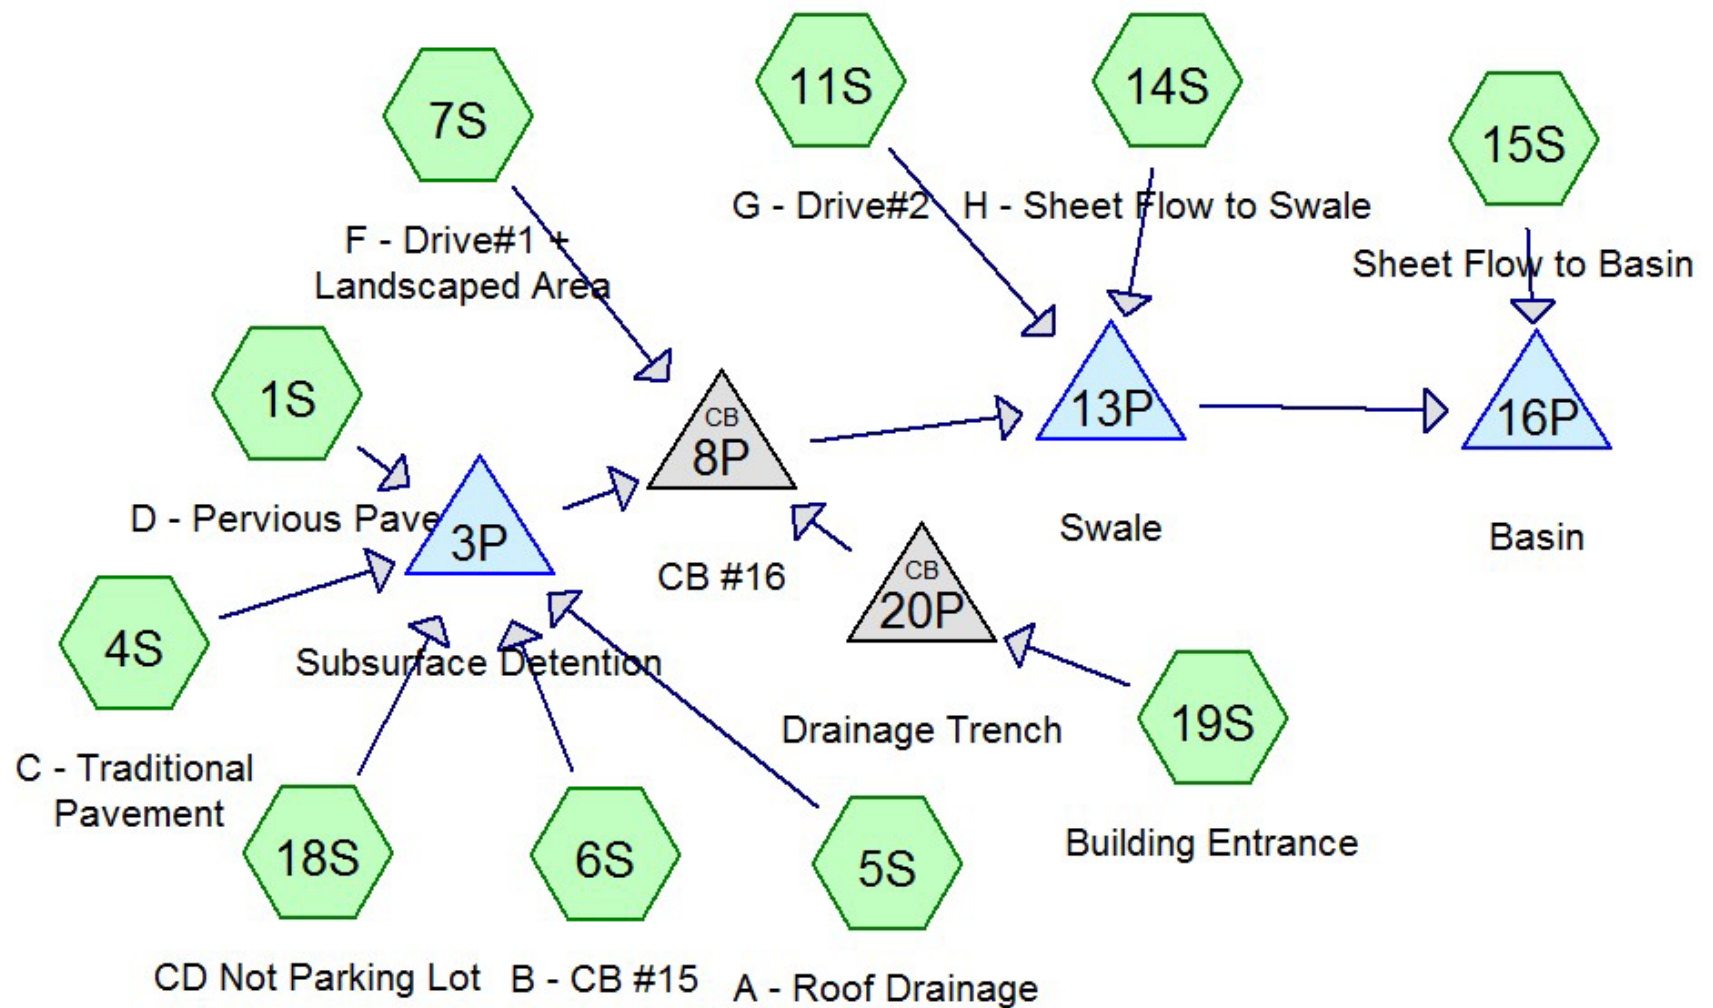 11S
14S
7S
15S
G - Drive#2
H - Sheet Flow to Swale
F - Drive#1 +
Landscaped Area
Sheet Flow to Basin
1S
CB
8P
13P
16P
D - Pervious Pave
3P
Swale
Basin
CB #16
CB
20P
4S
Subsurface Detention
19S
Drainage Trench
C - Traditional
Pavement
18S
6S
5S
Building Entrance
CD Not Parking Lot
B - CB #15
A - Roof Drainage